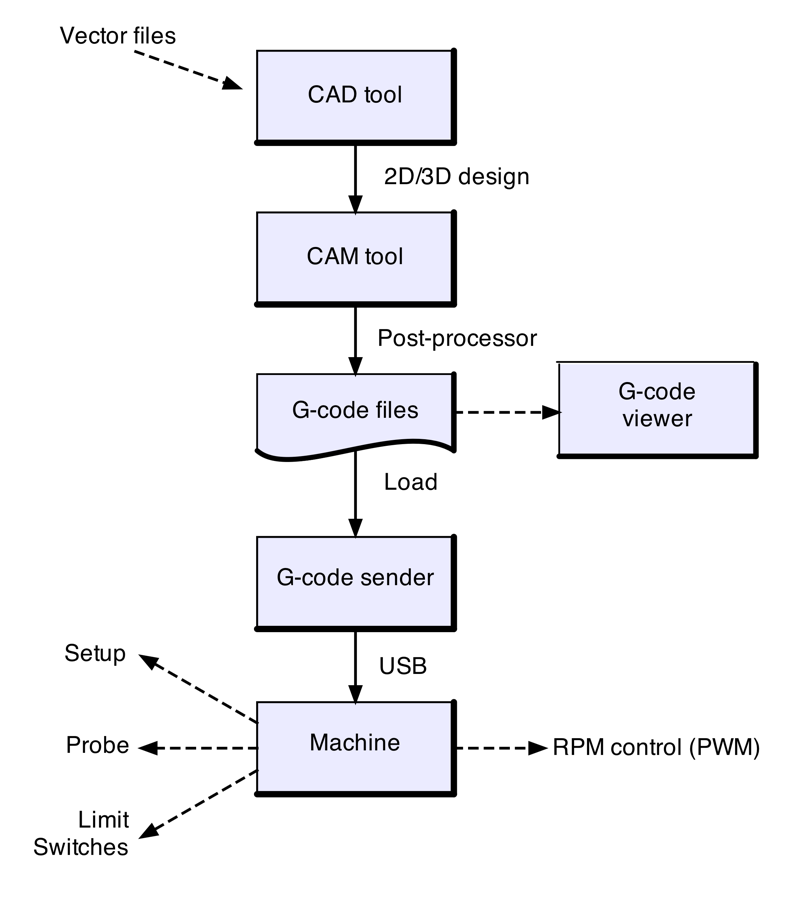 Vector files
CAD tool
2D/3D design
CAM tool
Post-processor
G-code files
G-code
viewer
Load
G-code sender
USB
Setup
Machine
Probe
RPM control (PWM)
Limit
Switches